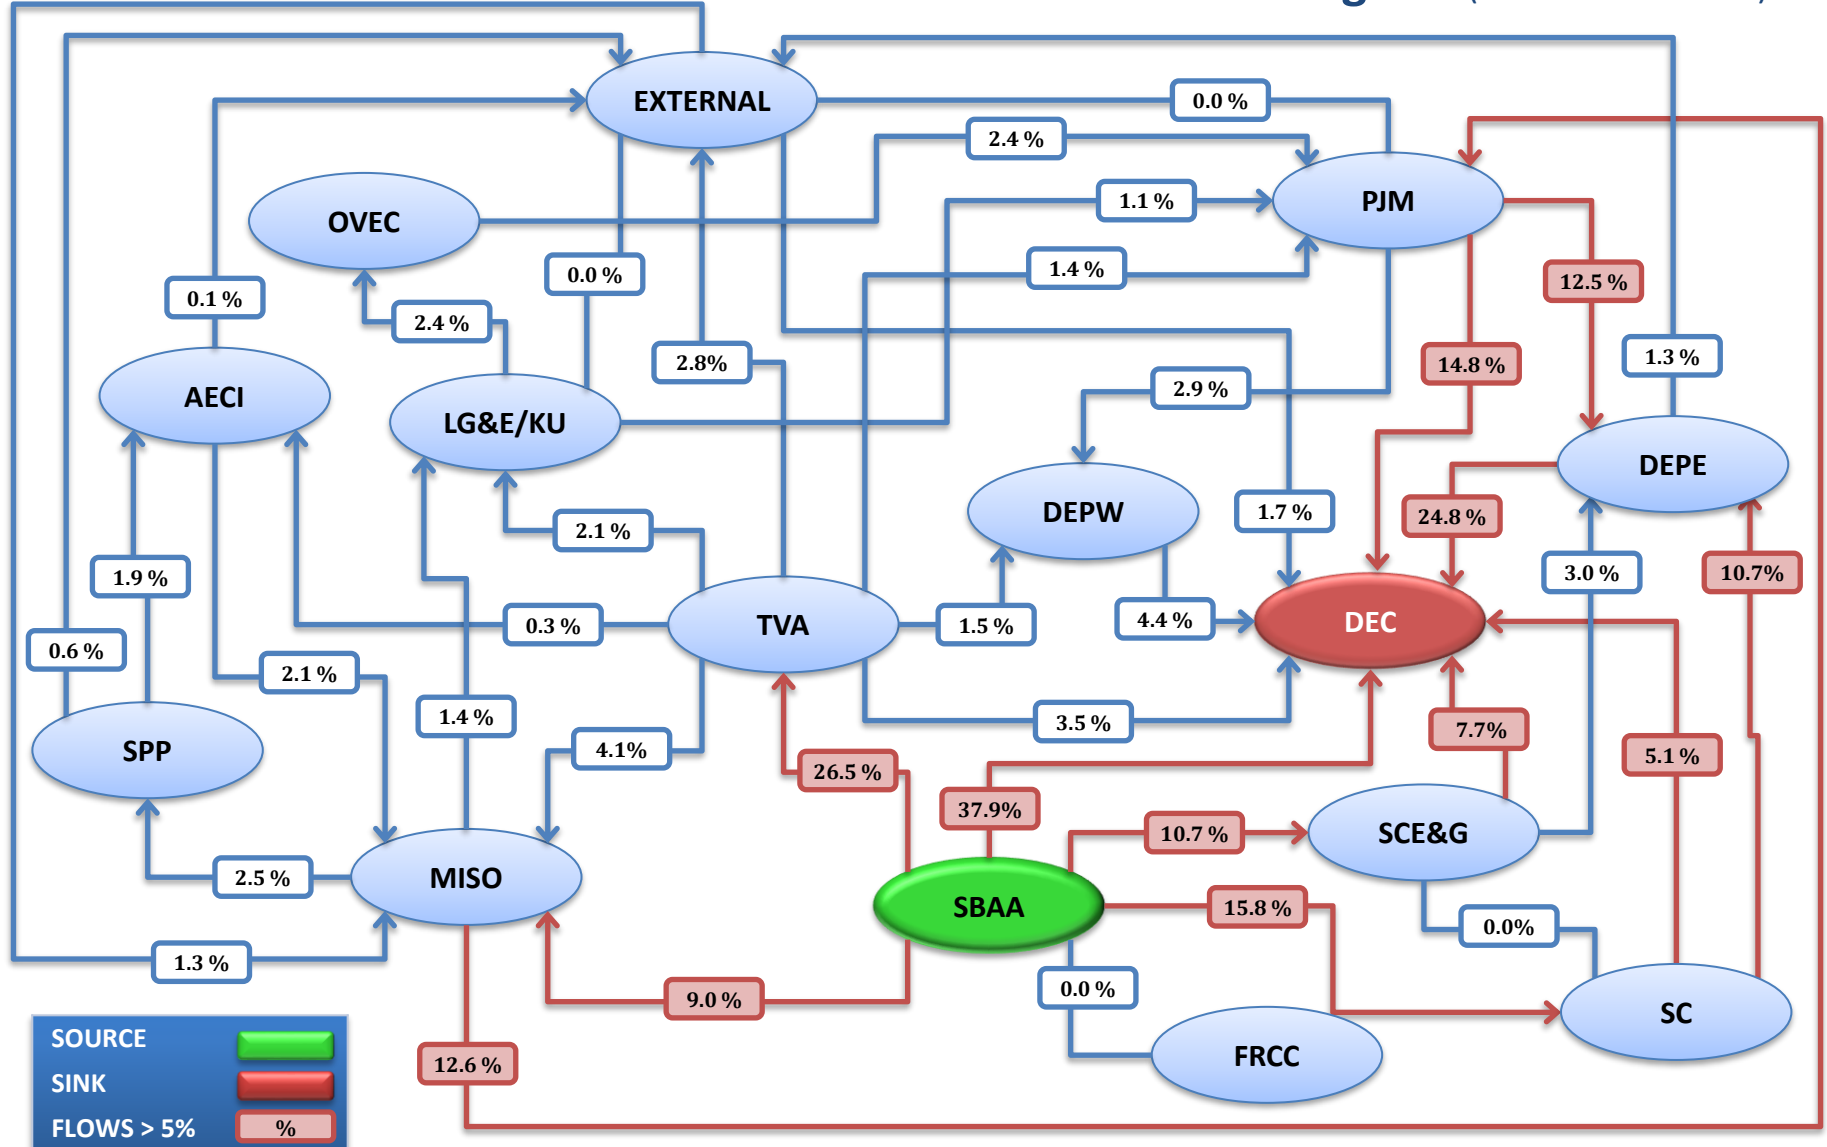 EXTERNAL
0.0 %
2.4 %
PJM
1.1 %
OVEC
0.0 %
1.4 %
12.5 %
0.1 %
2.4 %
2.8%
14.8 %
1.3 %
2.9 %
AECI
LG&E/KU
DEPE
DEPW
1.7 %
24.8 %
2.1 %
1.9 %
3.0 %
10.7%
0.3 %
TVA
1.5 %
4.4 %
DEC
0.6 %
2.1 %
1.4 %
3.5 %
7.7%
SPP
4.1%
26.5 %
5.1 %
37.9%
10.7 %
SCE&G
2.5 %
MISO
SBAA
15.8 %
0.0%
1.3 %
9.0 %
0.0 %
SC
SOURCE
12.6 %
FRCC
SINK
FLOWS > 5%
%